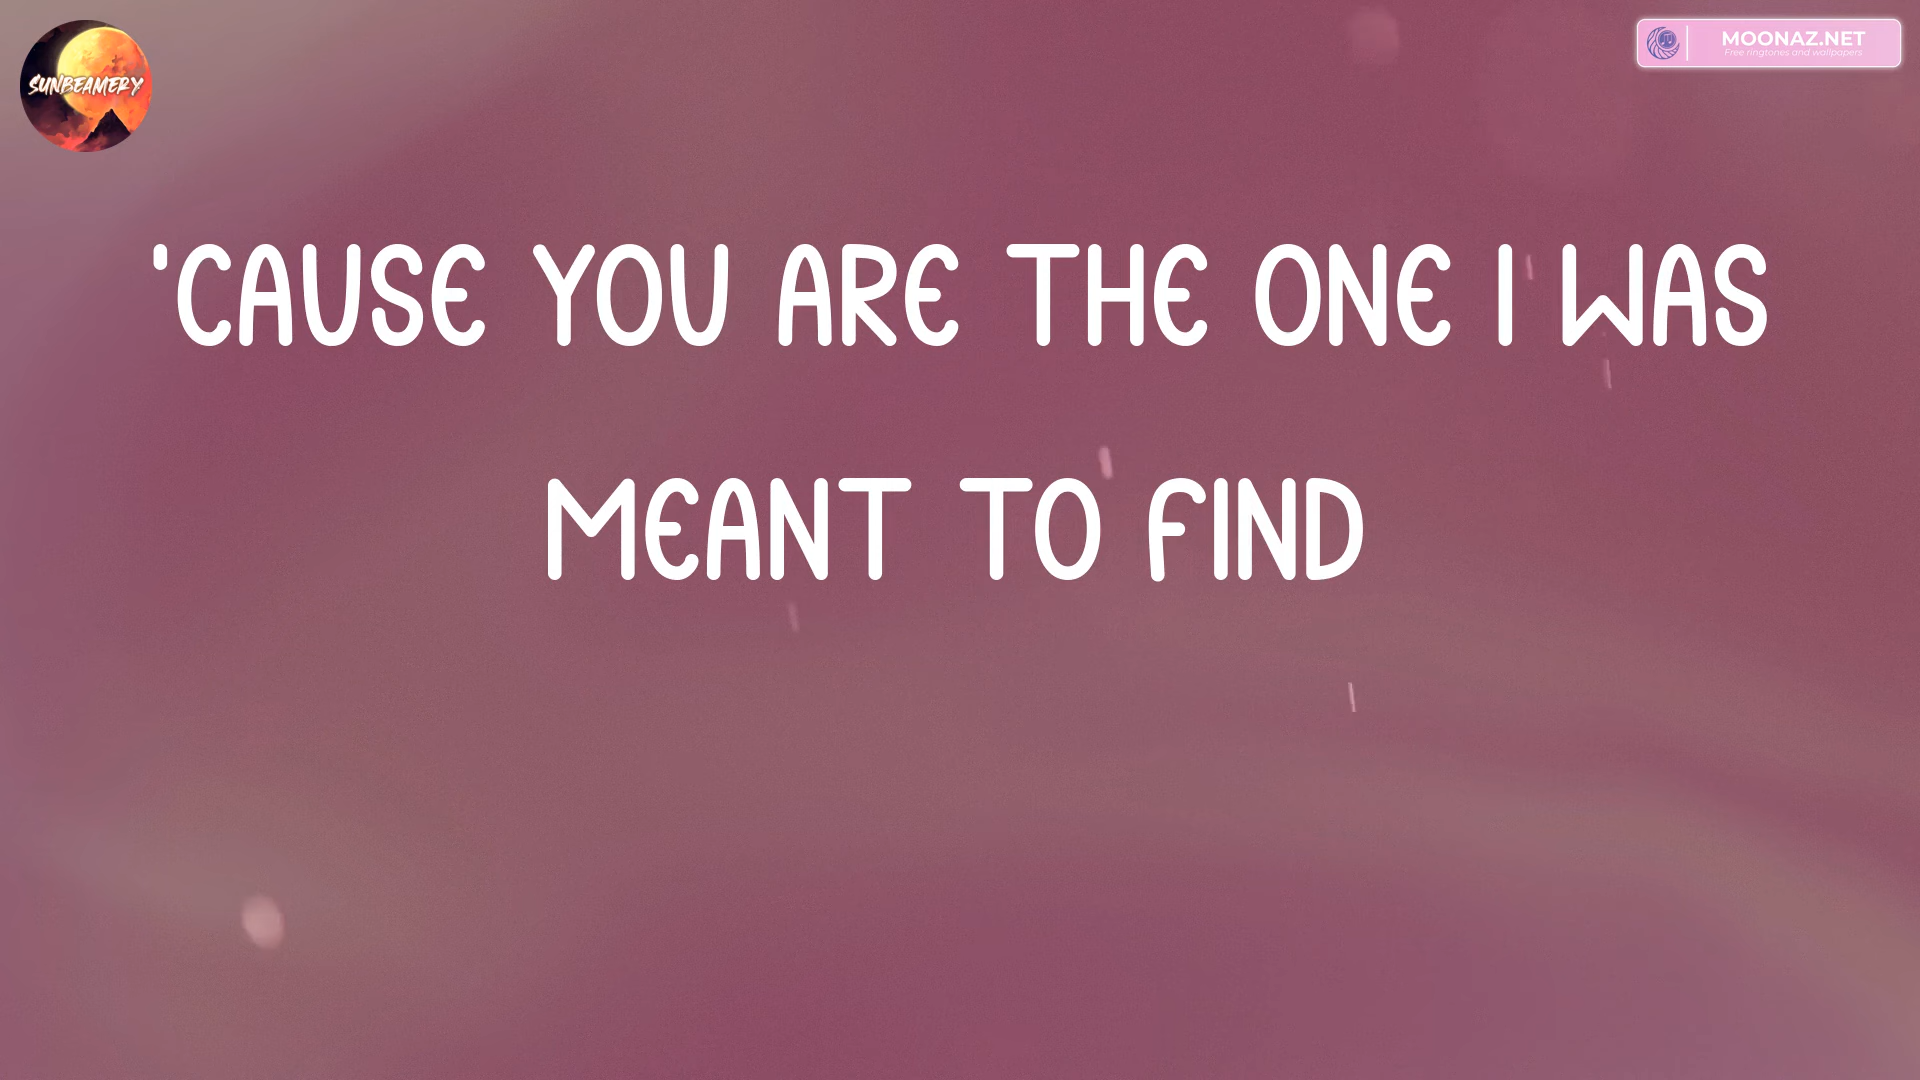 SUNBEAMERY
MOONAZ.NET
Free ringtones and wallpapers
'CAUSE YOU ARE THE ONE I WAS
MEANT TO FIND